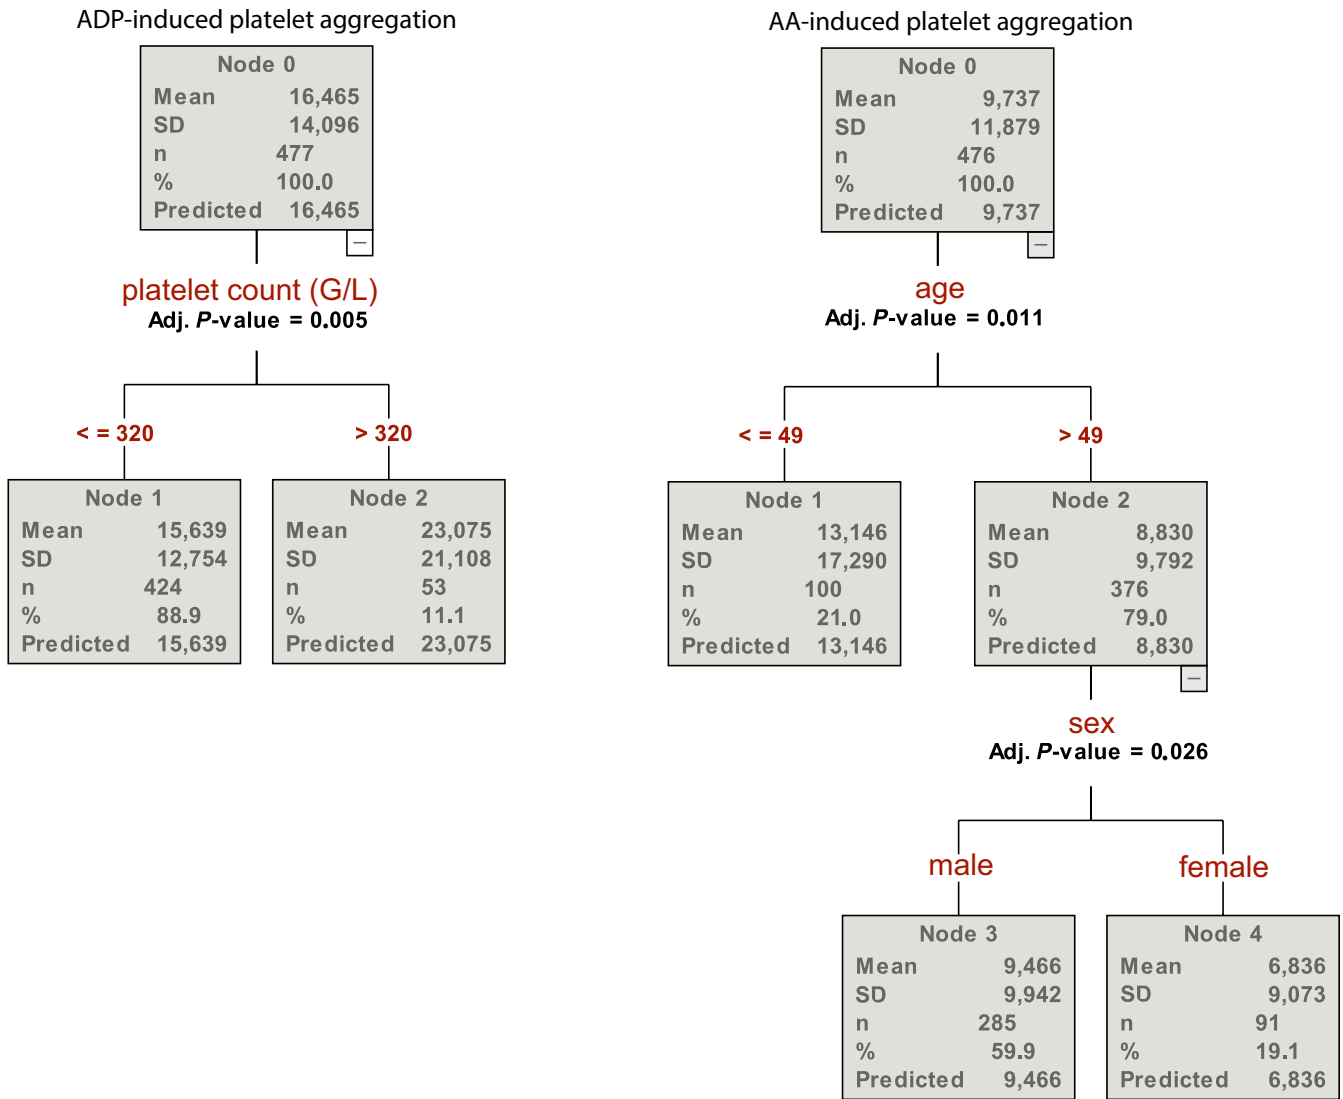 ADP-induced platelet aggregation
Node 0
Mean 16,465
SD 14,096
n 477
% 100.0
Predicted 16,465
platelet count (G/L)
Adj. P-value = 0.005
< = 320
> 320
Node 1
Mean 15,639
SD 12,754
n 424
% 88.9
Predicted 15,639
Node 2
Mean 23,075
SD 21,108
n 53
% 11.1
Predicted 23,075
AA-induced platelet aggregation
Node 0
Mean 9,737
SD 11,879
n 476
% 100.0
Predicted 9,737
age
Adj. P-value = 0.011
< = 49
> 49
Node 1
Mean 13,146
SD 17,290
n 100
% 21.0
Predicted 13,146
Node 2
Mean 8,830
SD 9,792
n 376
% 79.0
Predicted 8,830
sex
Adj. P-value = 0.026
male
female
Node 3
Mean 9,466
SD 9,942
n 285
% 59.9
Predicted 9,466
Node 4
Mean 6,836
SD 9,073
n 91
% 19.1
Predicted 6,836